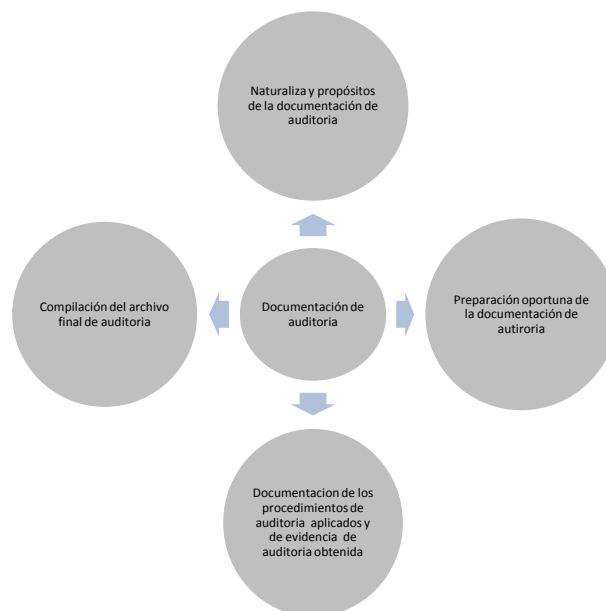 Naturaliza y propósitos
de la documentación de
auditoria
Compilación del archivo
final de auditoria
Documentación de
auditoria
Preparación oportuna de
la documentación de
autiroria
Documentacion de los
procedimientos de
auditoria aplicados y
de evidencia de
auditoria obtenida